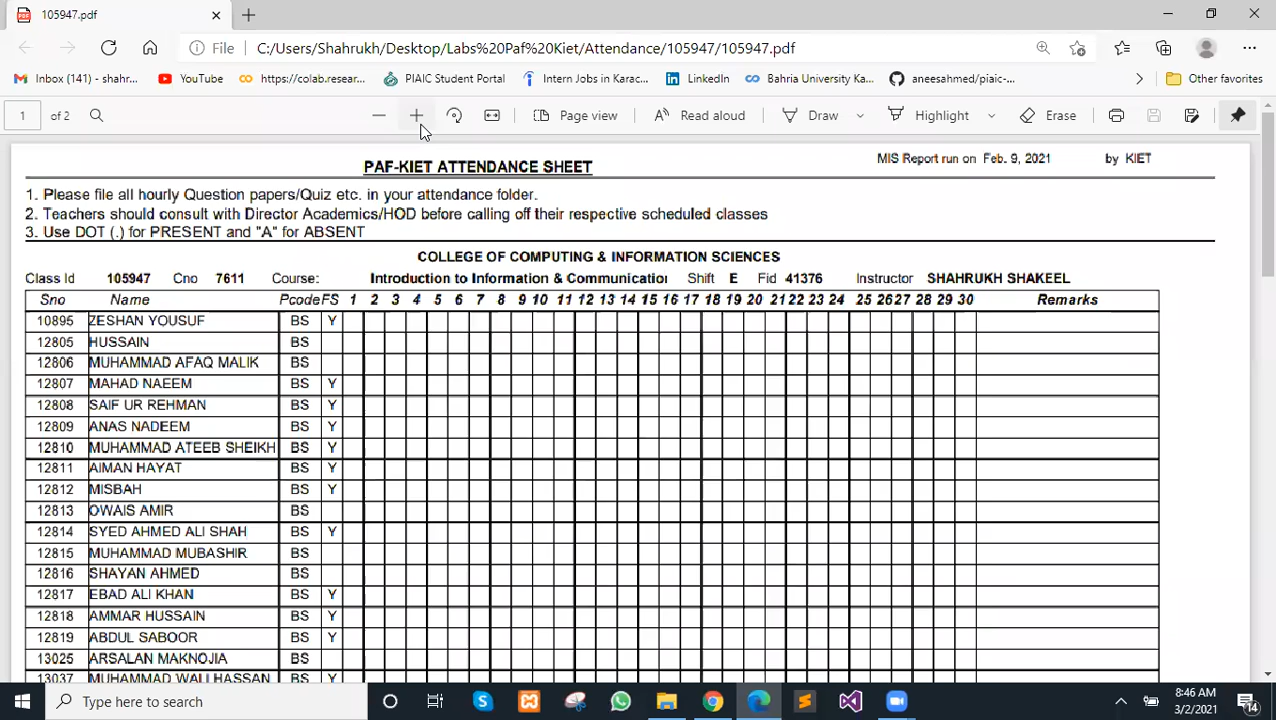 105947.pdf
File C:/Users/Shahrukh/Desktop/Labs%20Paf%20Kiet/Attendance/105947/105947.pdf
Inbox (141) - shahr... YouTube https://colab.resear... PIAIC Student Portal Intern Jobs in Karac... LinkedIn Bahria University Ka... aneesahmed/piaic-... Other favorites
1 of 2 Page view Read aloud Draw Highlight Erase
PAF-KIET ATTENDANCE SHEET MIS Report run on Feb. 9, 2021 by KIET
1. Please file all hourly Question papers/Quiz etc. in your attendance folder.
2. Teachers should consult with Director Academics/HOD before calling off their respective scheduled classes
3. Use DOT (.) for PRESENT and "A" for ABSENT
COLLEGE OF COMPUTING & INFORMATION SCIENCES
Class Id 105947 Cno 7611 Course: Introduction to Information & Communicatior Shift E Fid 41376 Instructor SHAHRUKH SHAKEEL
Sno Name Pcode FS 1 2 3 4 5 6 7 8 9 10 11 12 13 14 15 16 17 18 19 20 21 22 23 24 25 26 27 28 29 30 Remarks
10895 ZESHAN YOUSUF BS Y
12805 HUSSAIN BS
12806 MUHAMMAD AFAQ MALIK BS
12807 MAHAD NAEEM BS Y
12808 SAIF UR REHMAN BS Y
12809 ANAS NADEEM BS Y
12810 MUHAMMAD ATEEB SHEIKH BS Y
12811 AIMAN HAYAT BS Y
12812 MISBAH BS Y
12813 OWAIS AMIR BS
12814 SYED AHMED ALI SHAH BS Y
12815 MUHAMMAD MUBASHIR BS
12816 SHAYAN AHMED BS
12817 EBAD ALI KHAN BS Y
12818 AMMAR HUSSAIN BS Y
12819 ABDUL SABOOR BS Y
13025 ARSALAN MAKNOJIA BS
13037 MUHAMMAD WALI HASSAN BS Y
Type here to search 8:46 AM
3/2/2021 14